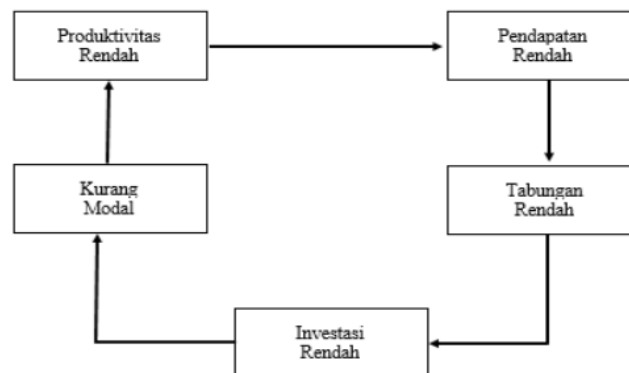 Produktivitas
Rendah
Pendapatan
Rendah
Kurang
Modal
Tabungan
Rendah
Investasi
Rendah